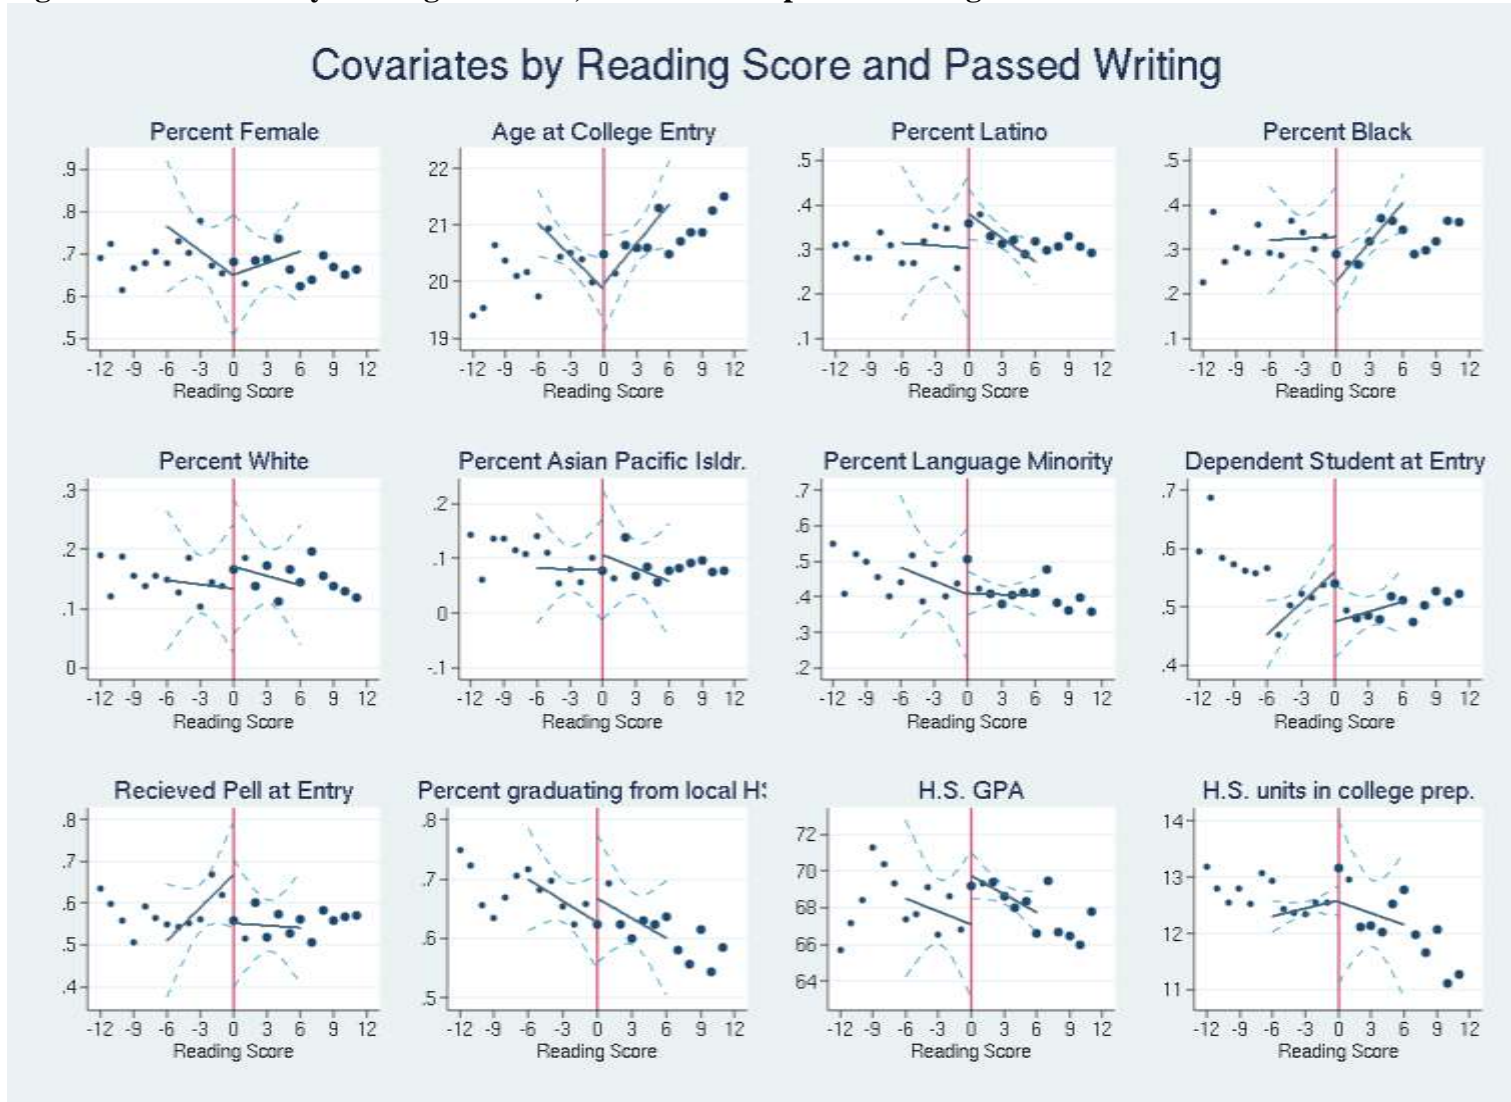 Covariates by Reading Score and Passed Writing
Percent Female
.9
.8
.7
.6
.5
-12 -9 -6 -3 0 3 6 9 12
Reading Score
Age at College Entry
22
21
20
19
-12 -9 -6 -3 0 3 6 9 12
Reading Score
Percent Latino
.5
.4
.3
.2
.1
-12 -9 -6 -3 0 3 6 9 12
Reading Score
Percent Black
.5
.4
.3
.2
.1
-12 -9 -6 -3 0 3 6 9 12
Reading Score
Percent White
.3
.2
.1
0
-12 -9 -6 -3 0 3 6 9 12
Reading Score
Percent Asian Pacific Isldr.
.2
.1
0
-.1
-12 -9 -6 -3 0 3 6 9 12
Reading Score
Percent Language Minority
.7
.6
.5
.4
.3
.2
-12 -9 -6 -3 0 3 6 9 12
Reading Score
Dependent Student at Entry
.7
.6
.5
.4
-12 -9 -6 -3 0 3 6 9 12
Reading Score
Recieved Pell at Entry
.8
.7
.6
.5
.4
-12 -9 -6 -3 0 3 6 9 12
Reading Score
Percent graduating from local
.8
.7
.6
.5
-12 -9 -6 -3 0 3 6 9 12
Reading Score
H.S. GPA
72
70
68
66
64
-12 -9 -6 -3 0 3 6 9 12
Reading Score
H.S. units in college prep.
14
13
12
11
-12 -9 -6 -3 0 3 6 9 12
Reading Score